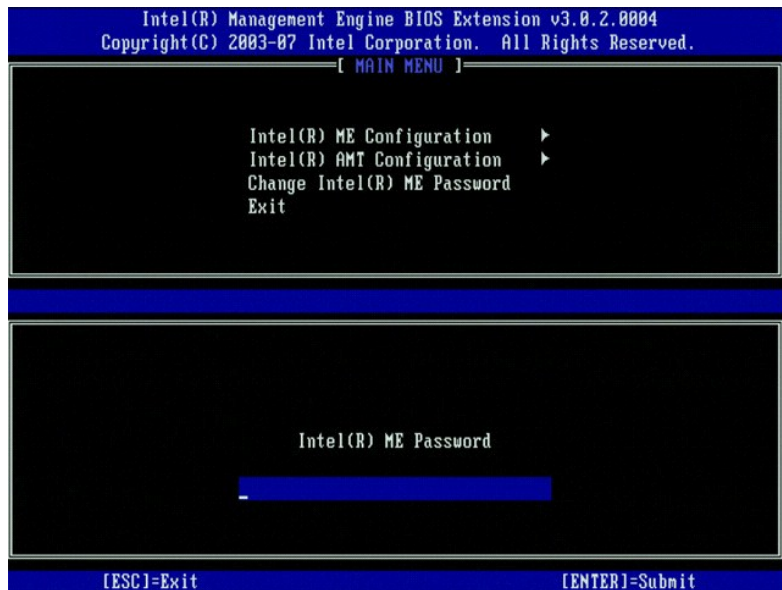 Intel(R) Management Engine BIOS Extension v3.0.2.0004
Copyright(C) 2003-07 Intel Corporation. All Rights Reserved.
[ MAIN MENU ]
Intel(R) ME Configuration ►
Intel(R) AMT Configuration ►
Change Intel(R) ME Password
Exit
Intel(R) ME Password
[ESC]=Exit [ENTER]=Submit